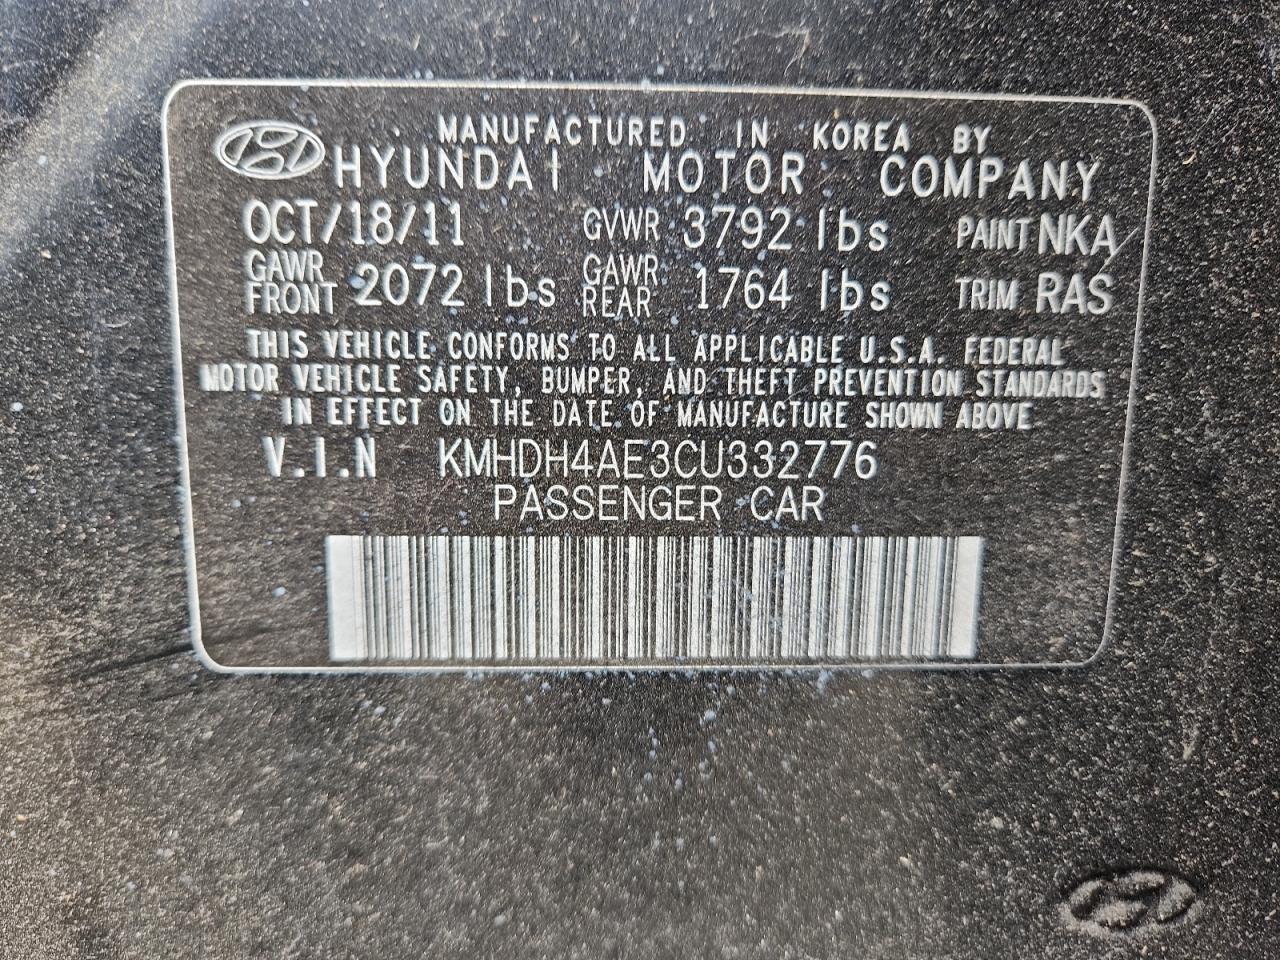 MANUFACTURED IN KOREA BY
HYUNDAI MOTOR COMPANY
OCT/18/11 GVWR 3792 lbs PAINT NKA
GAWR FRONT 2072 lbs GAWR REAR 1764 lbs TRIM RAS
THIS VEHICLE CONFORMS TO ALL APPLICABLE U.S.A. FEDERAL
MOTOR VEHICLE SAFETY, BUMPER, AND THEFT PREVENTION STANDARDS
IN EFFECT ON THE DATE OF MANUFACTURE SHOWN ABOVE
V.I.N KMHDH4AE3CU332776
PASSENGER CAR